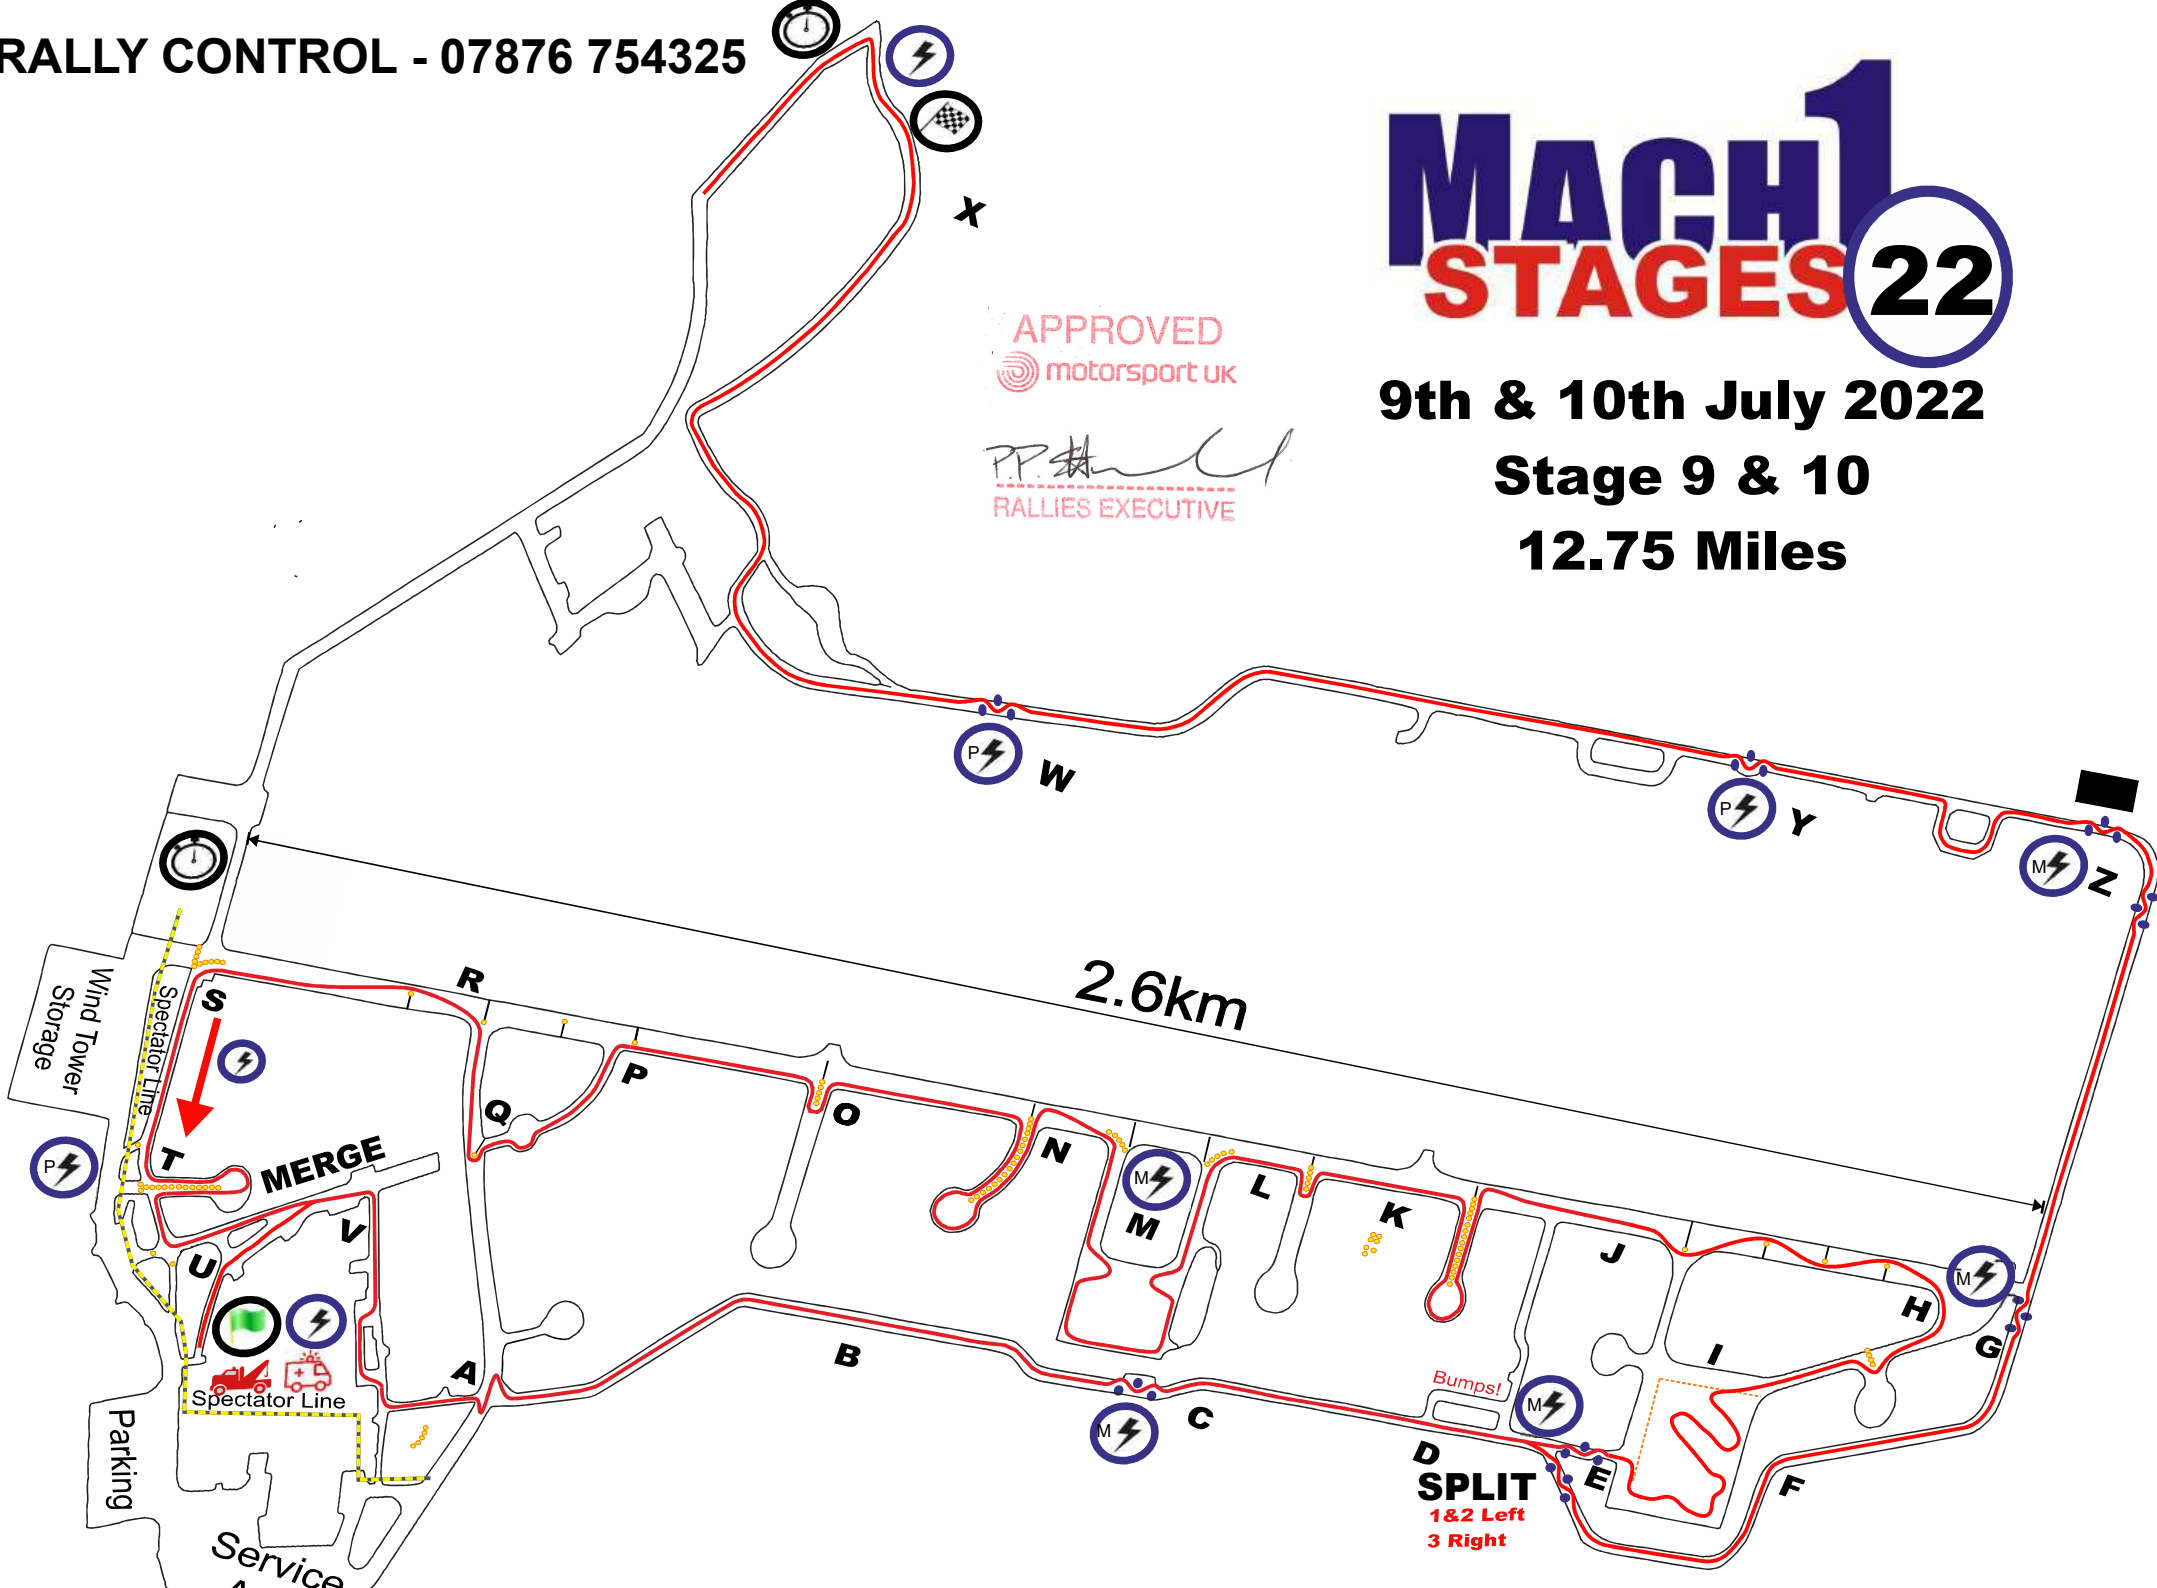 RALLY CONTROL - 07876 754325
MACH 1
STAGES 22
9th & 10th July 2022
Stage 9 & 10
12.75 Miles
APPROVED
motorsport UK
P.P.
RALLIES EXECUTIVE
X
W
P
Y
P
Z
M
2.6km
Wind Tower
Storage
Spectator Line
S
R
Q
P
O
N
M
M
L
K
J
I
H
G
M
T
P
MERGE
U
V
A
B
C
M
Bumps!
D
SPLIT
1&2 Left
3 Right
E
M
F
Spectator Line
Parking
Service